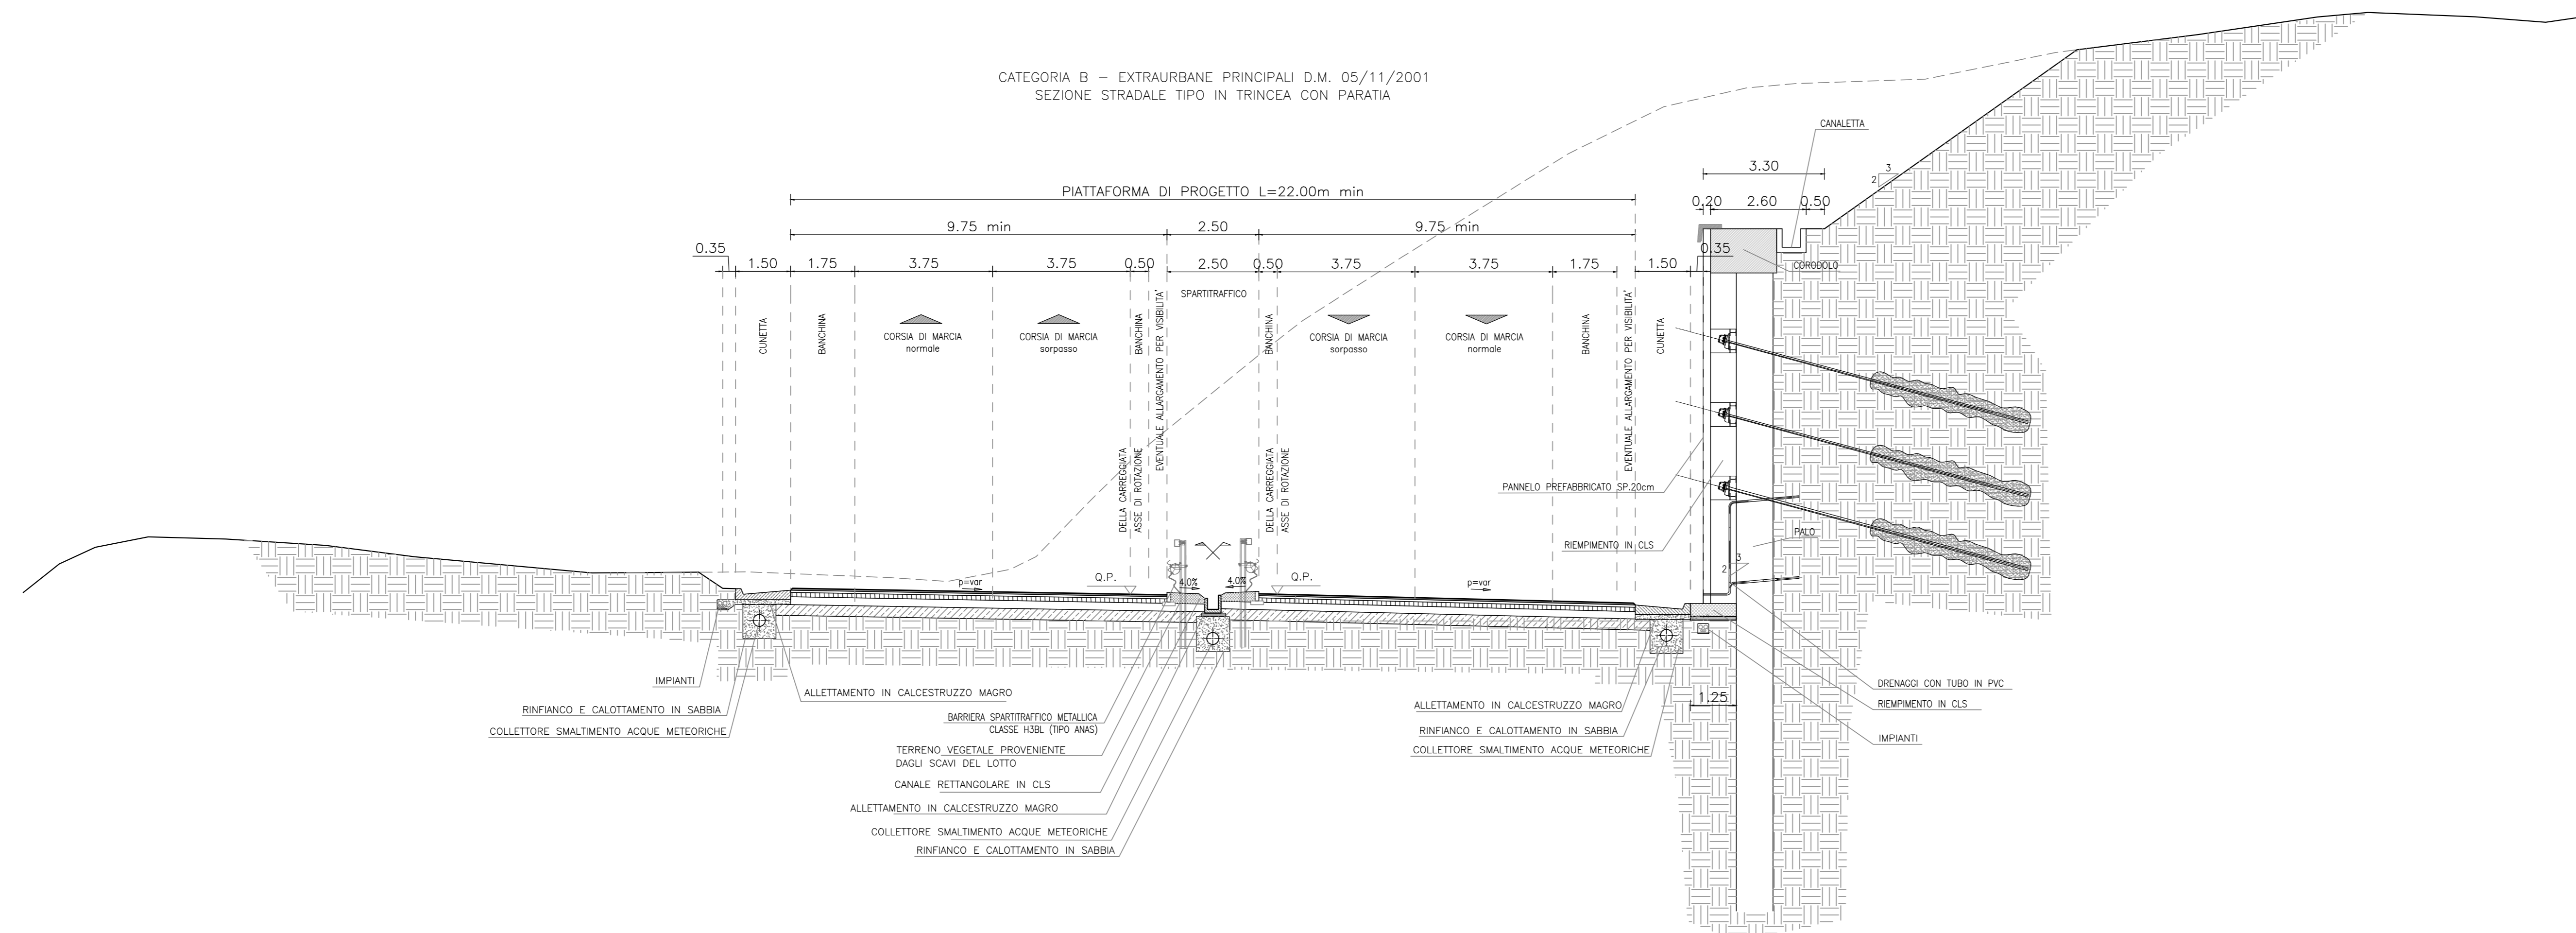 CATEGORIA B – EXTRAURBANE PRINCIPALI D.M. 05/11/2001
SEZIONE STRADALE TIPO IN TRINCEA CON PARATIA
CANALETTA
3.30
3
2
PIATTAFORMA DI PROGETTO L=22.00m min
0.20 2.60 0.50
9.75 min 2.50 9.75 min
0.35 0.35
1.50 1.75 3.75 3.75 0.50 2.50 0.50 3.75 3.75 1.75 1.50
CORODOLO
SPARTITRAFFICO
CUNETTA
BANCHINA
CORSIA DI MARCIA
normale
CORSIA DI MARCIA
sorpasso
BANCHINA
EVENTUALE ALLARGAMENTO PER VISIBILITA'
BANCHINA
CORSIA DI MARCIA
sorpasso
CORSIA DI MARCIA
normale
BANCHINA
EVENTUALE ALLARGAMENTO PER VISIBILITA'
CUNETTA
DELLA CARREGGIATA
ASSE DI ROTAZIONE
DELLA CARREGGIATA
ASSE DI ROTAZIONE
PANNELO PREFABBRICATO SP.20cm
RIEMPIMENTO IN CLS
PALO
3
2
p=var
Q.P.
4.0%
4.0%
Q.P.
p=var
IMPIANTI
RINFIANCO E CALOTTAMENTO IN SABBIA
COLLETTORE SMALTIMENTO ACQUE METEORICHE
ALLETTAMENTO IN CALCESTRUZZO MAGRO
BARRIERA SPARTITRAFFICO METALLICA
CLASSE H3BL (TIPO ANAS)
TERRENO VEGETALE PROVENIENTE
DAGLI SCAVI DEL LOTTO
CANALE RETTANGOLARE IN CLS
ALLETTAMENTO IN CALCESTRUZZO MAGRO
COLLETTORE SMALTIMENTO ACQUE METEORICHE
RINFIANCO E CALOTTAMENTO IN SABBIA
ALLETTAMENTO IN CALCESTRUZZO MAGRO
RINFIANCO E CALOTTAMENTO IN SABBIA
COLLETTORE SMALTIMENTO ACQUE METEORICHE
1.25
DRENAGGI CON TUBO IN PVC
RIEMPIMENTO IN CLS
IMPIANTI